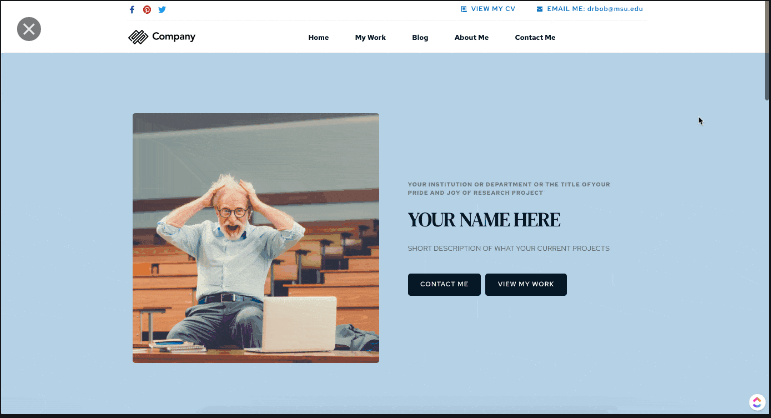 VIEW MY CV
EMAIL ME: drbob@msu.edu
Company
Home
My Work
Blog
About Me
Contact Me
YOUR INSTITUTION OR DEPARTMENT OR THE TITLE OFYOUR
PRIDE AND JOY OF RESEARCH PROJECT
YOUR NAME HERE
SHORT DESCRIPTION OF WHAT YOUR CURRENT PROJECTS
CONTACT ME
VIEW MY WORK